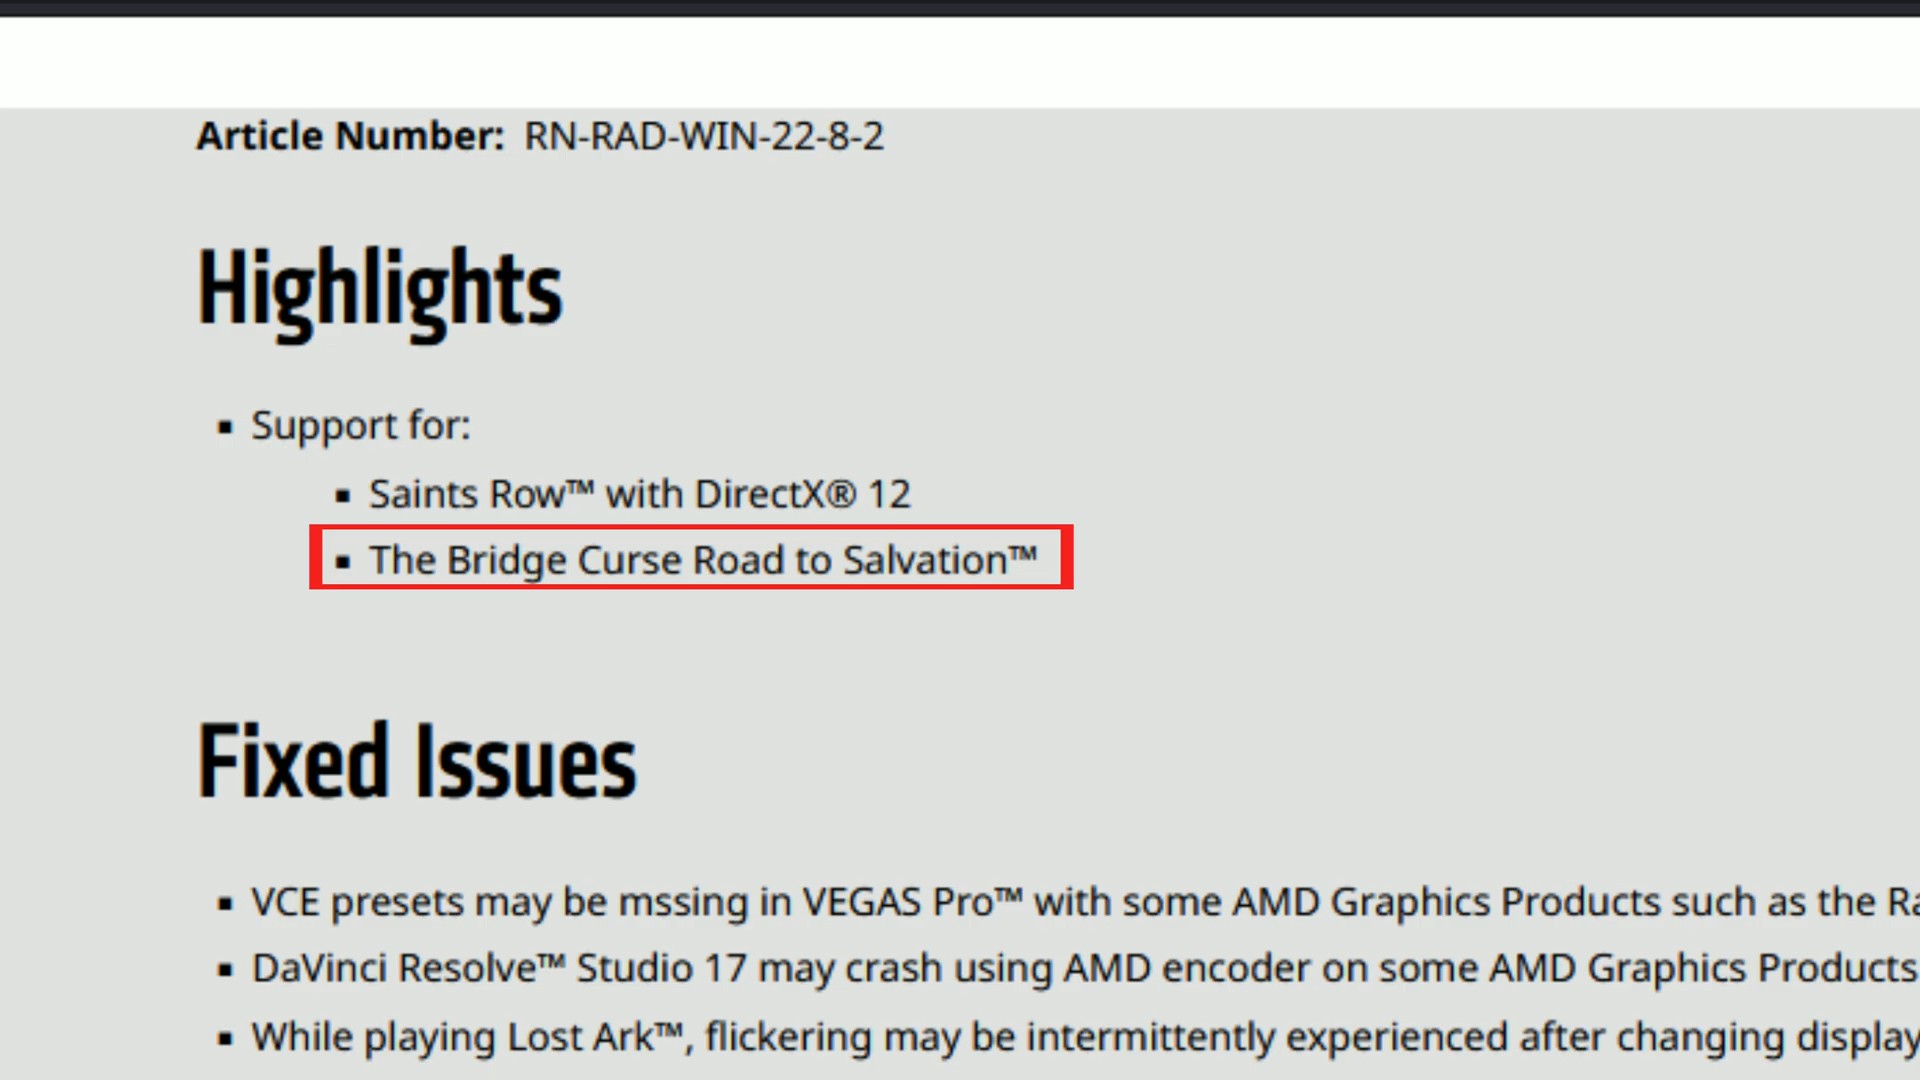 Article Number: RN-RAD-WIN-22-8-2
Highlights
▪ Support for:
▪ Saints Row™ with DirectX® 12
▪ The Bridge Curse Road to Salvation™
Fixed Issues
▪ VCE presets may be mssing in VEGAS Pro™ with some AMD Graphics Products such as the
▪ DaVinci Resolve™ Studio 17 may crash using AMD encoder on some AMD Graphics Products
▪ While playing Lost Ark™, flickering may be intermittently experienced after changing display